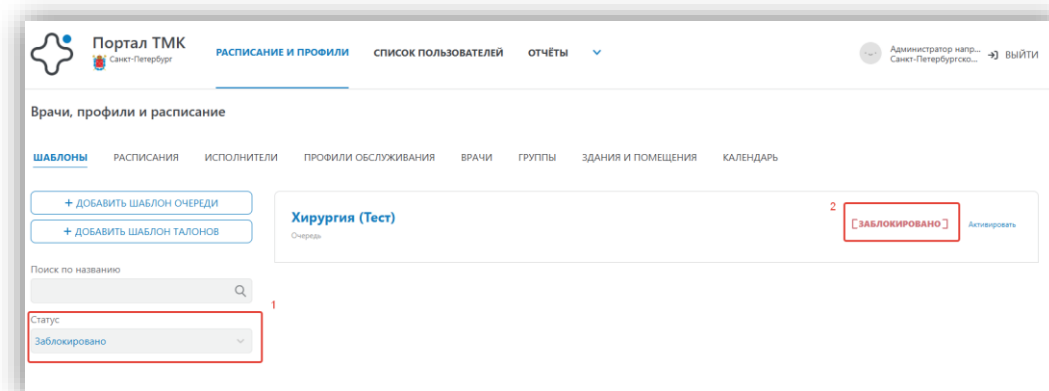 Портал ТМК
Санкт-Петербург
РАСПИСАНИЕ И ПРОФИЛИ СПИСОК ПОЛЬЗОВАТЕЛЕЙ ОТЧЁТЫ
Администратор напр...
Санкт-Петербургско...
ВЫЙТИ
Врачи, профили и расписание
ШАБЛОНЫ РАСПИСАНИЯ ИСПОЛНИТЕЛИ ПРОФИЛИ ОБСЛУЖИВАНИЯ ВРАЧИ ГРУППЫ ЗДАНИЯ И ПОМЕЩЕНИЯ КАЛЕНДАРЬ
+ ДОБАВИТЬ ШАБЛОН ОЧЕРЕДИ
+ ДОБАВИТЬ ШАБЛОН ТАЛОНОВ
Поиск по названию
1
Статус
Заблокировано
Хирургия (Тест)
Очередь
2
[ЗАБЛОКИРОВАНО]
Активировать